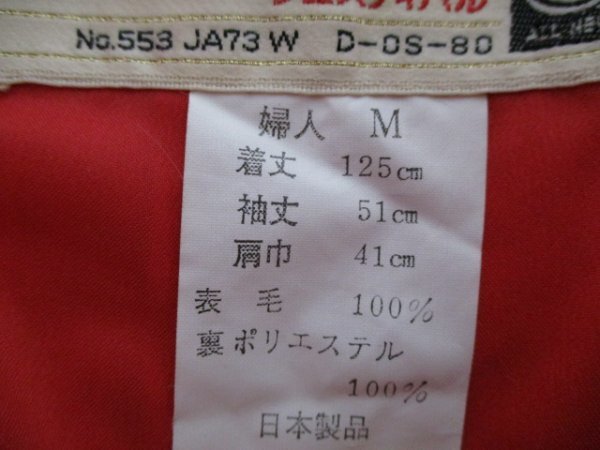 No.553 JA73W D-OS-80
婦人 M
着丈 125cm
袖丈 51cm
肩巾 41cm
表毛 100%
裏ポリエステル
100%
日本製品